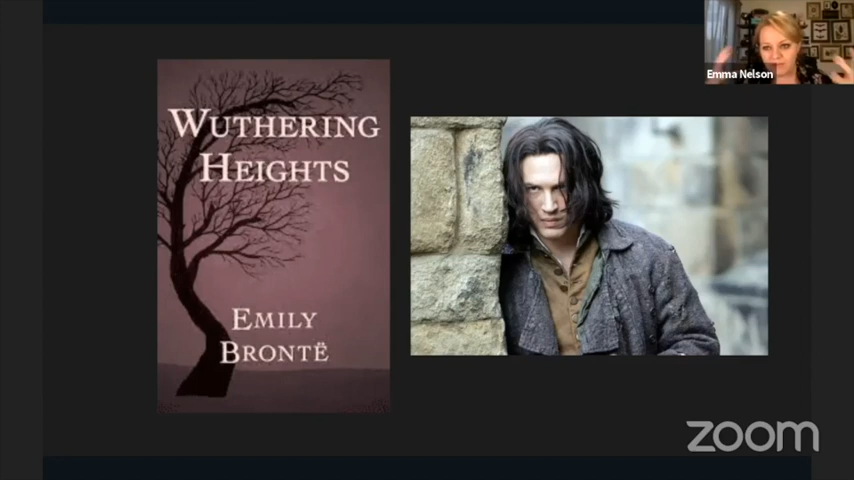 Emma Nelson
WUTHERING
HEIGHTS
EMILY
BRONTË
zoom